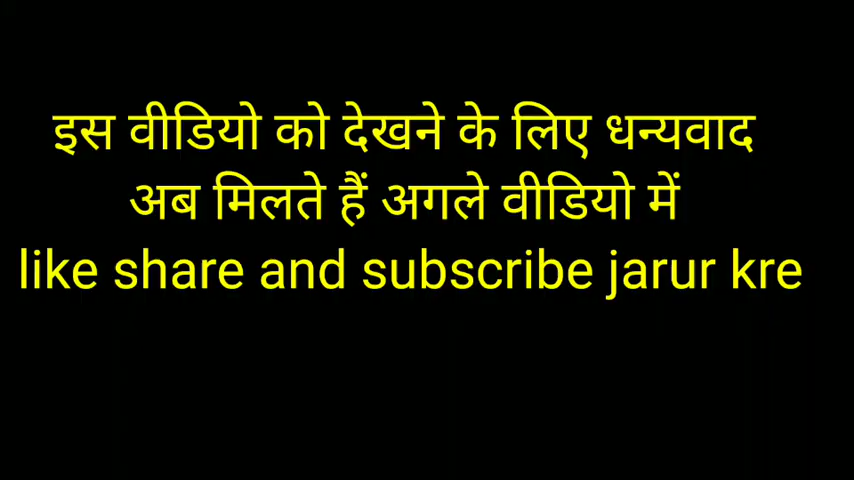 इस वीडियो को देखने के लिए धन्यवाद
अब मिलते हैं अगले वीडियो में
like share and subscribe jarur kre